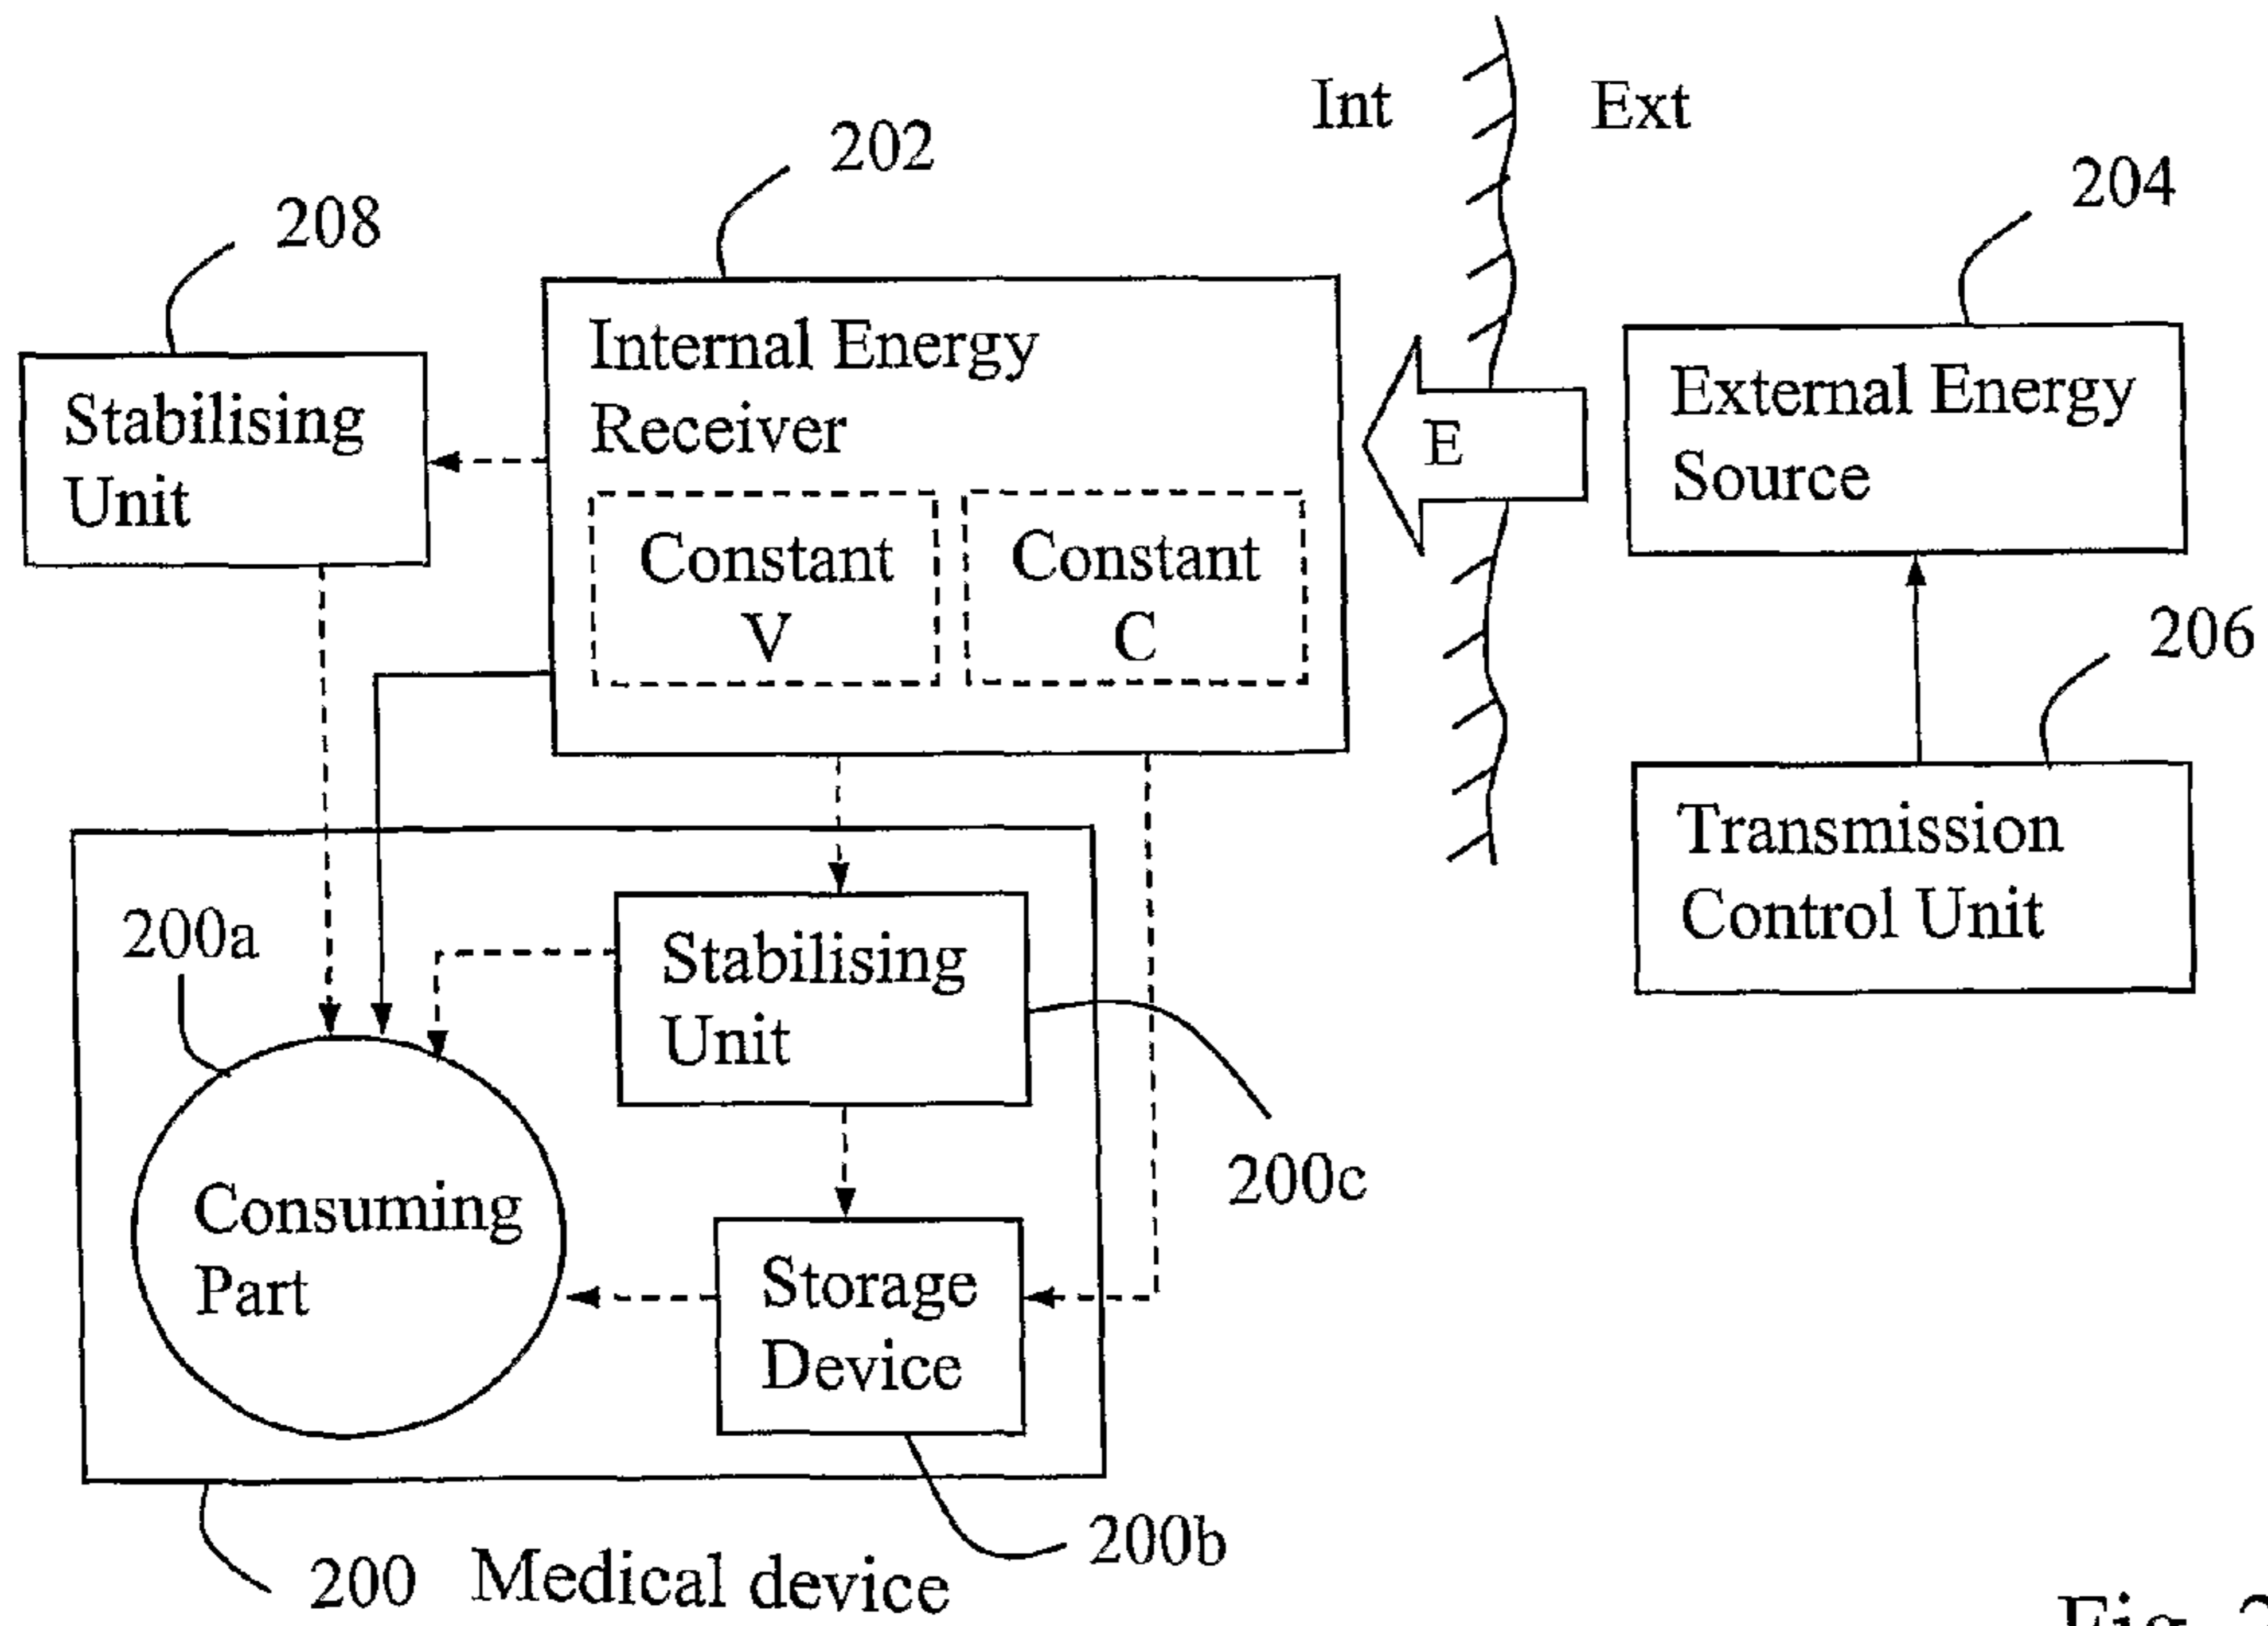 Int
Ext
202
204
208
Internal Energy
Receiver
Stabilising
Unit
External Energy
Source
E
Constant
V
Constant
C
206
Transmission
Control Unit
200a
Stabilising
Unit
200c
Consuming
Part
Storage
Device
200b
200 Medical device